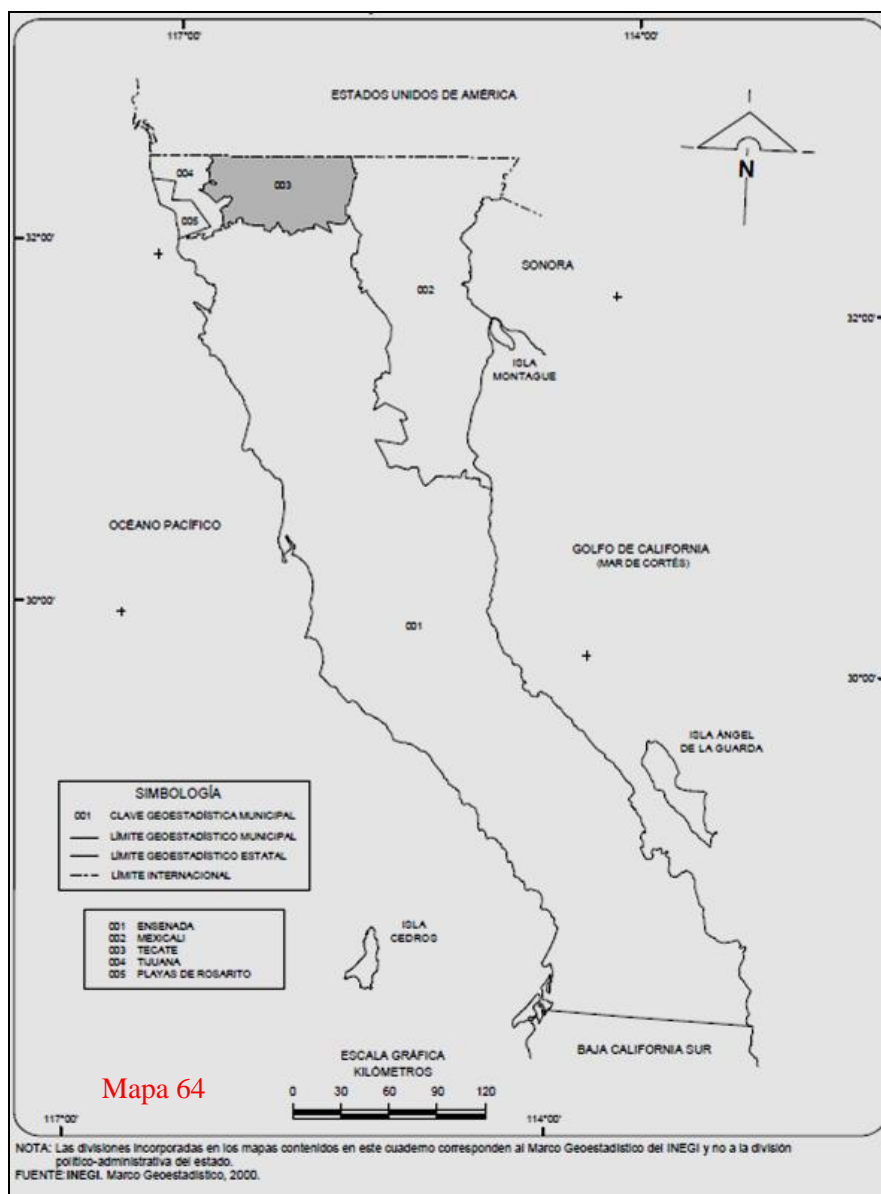 117°00'
114°00'
ESTADOS UNIDOS DE AMÉRICA
N
004
003
005
32°00'
SONORA
002
32°00'
ISLA
MONTAGUE
OCÉANO PACÍFICO
GOLFO DE CALIFORNIA
(MAR DE CORTÉS)
30°00'
001
30°00'
ISLA ÁNGEL
DE LA GUARDA
SIMBOLOGÍA
001 CLAVE GEOESTADÍSTICA MUNICIPAL
LÍMITE GEOESTADÍSTICO MUNICIPAL
LÍMITE GEOESTADÍSTICO ESTATAL
LÍMITE INTERNACIONAL
001 ENSENADA
002 MEXICALI
003 TECATE
004 TIJUANA
005 PLAYAS DE ROSARITO
ISLA
CEDROS
BAJA CALIFORNIA SUR
ESCALA GRÁFICA
KILÓMETROS
0 30 60 90 120
Mapa 64
117°00'
114°00'
NOTA: Las divisiones incorporadas en los mapas contenidos en este cuaderno corresponden al Marco Geoestadístico del INEGI y no a la división
político-administrativa del estado.
FUENTE: INEGI. Marco Geoestadístico, 2000.